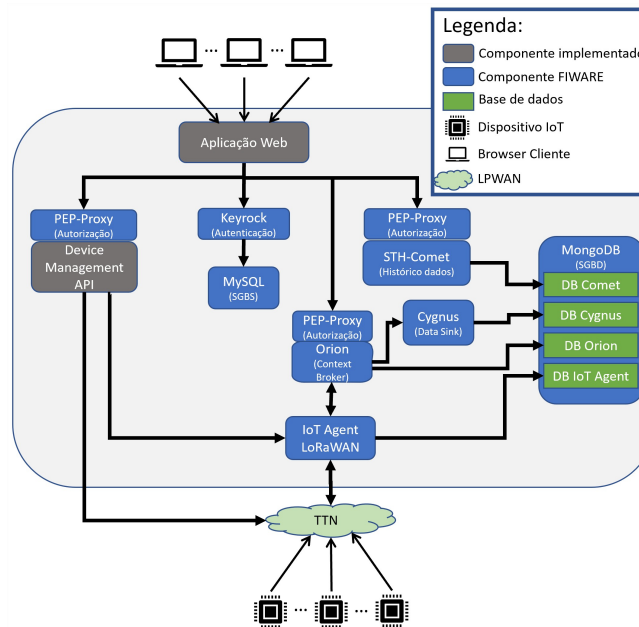 Legenda:
Componente implementado
Componente FIWARE
Base de dados
Dispositivo IoT
Browser Cliente
LPWAN
...
...
Aplicação Web
PEP-Proxy
(Autorização)
Device
Management
API
Keyrock
(Autenticação)
MySQL
(SGBS)
PEP-Proxy
(Autorização)
STH-Comet
(Histórico dados)
MongoDB
(SGBD)
DB Comet
DB Cygnus
DB Orion
DB IoT Agent
PEP-Proxy
(Autorização)
Orion
(Context
Broker)
Cygnus
(Data Sink)
IoT Agent
LoRaWAN
TTN
...
...